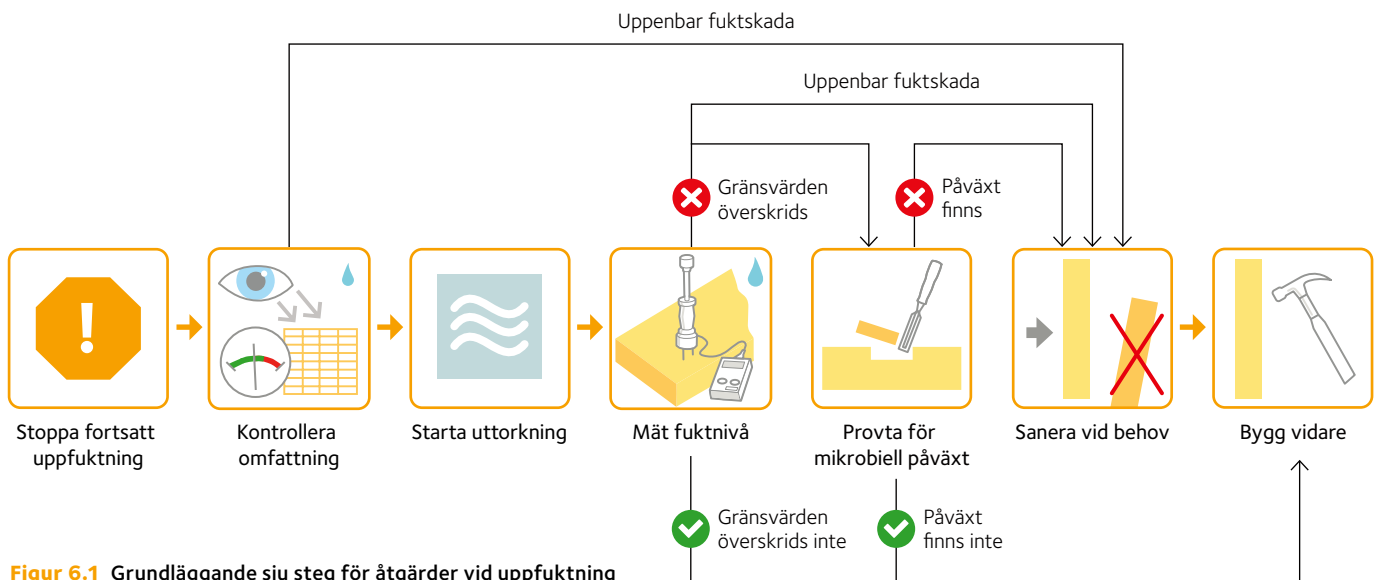 Uppenbar fuktskada
Uppenbar fuktskada
Gränsvärden
överskrids
Påväxt
finns
Stoppa fortsatt
uppfuktning
Kontrollera
omfattning
Starta uttorkning
Mät fuktnivå
Provta för
mikrobiell påväxt
Sanera vid behov
Bygg vidare
Gränsvärden
överskrids inte
Påväxt
finns inte
Figur 6.1 Grundläggande sju steg för åtgärder vid uppfuktning